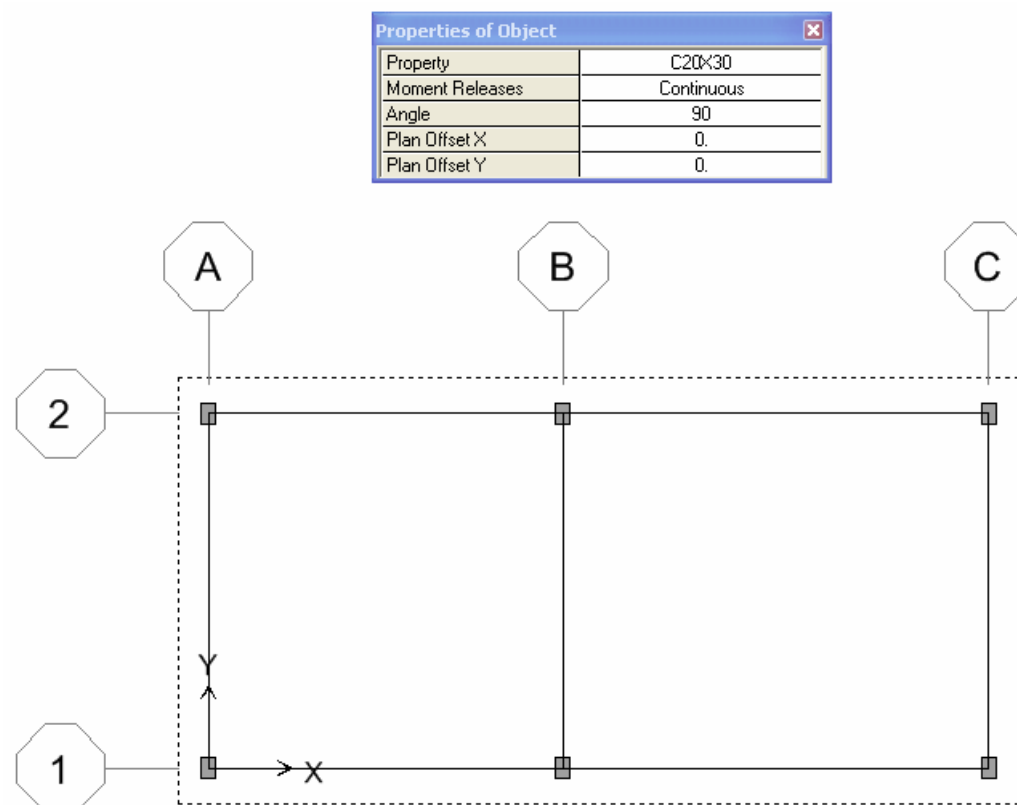 Properties of Object
Property C20X30
Moment Releases Continuous
Angle 90
Plan Offset X 0.
Plan Offset Y 0.
A B C
2
Y
1 X